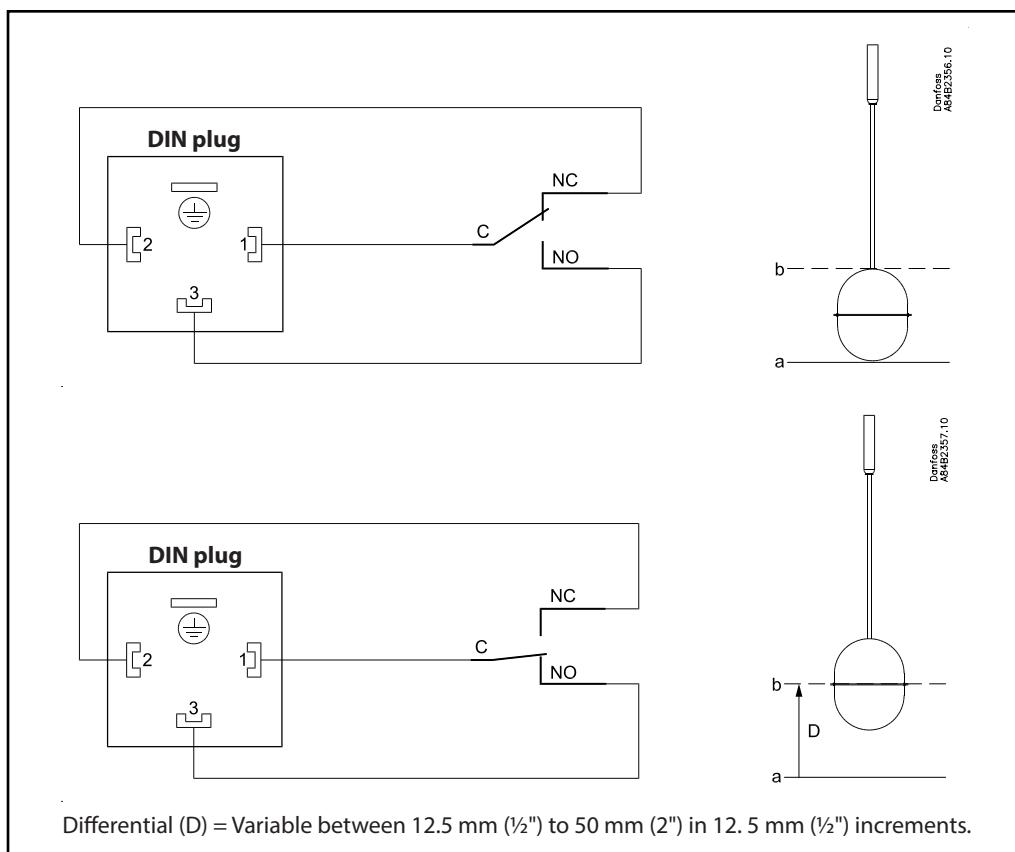 Danfoss
A84B2356.10
DIN plug
NC
2
1
C
NO
3
b
a
Danfoss
A84B2357.10
DIN plug
NC
2
1
C
NO
3
b
D
a
Differential (D) = Variable between 12.5 mm (½") to 50 mm (2") in 12. 5 mm (½") increments.